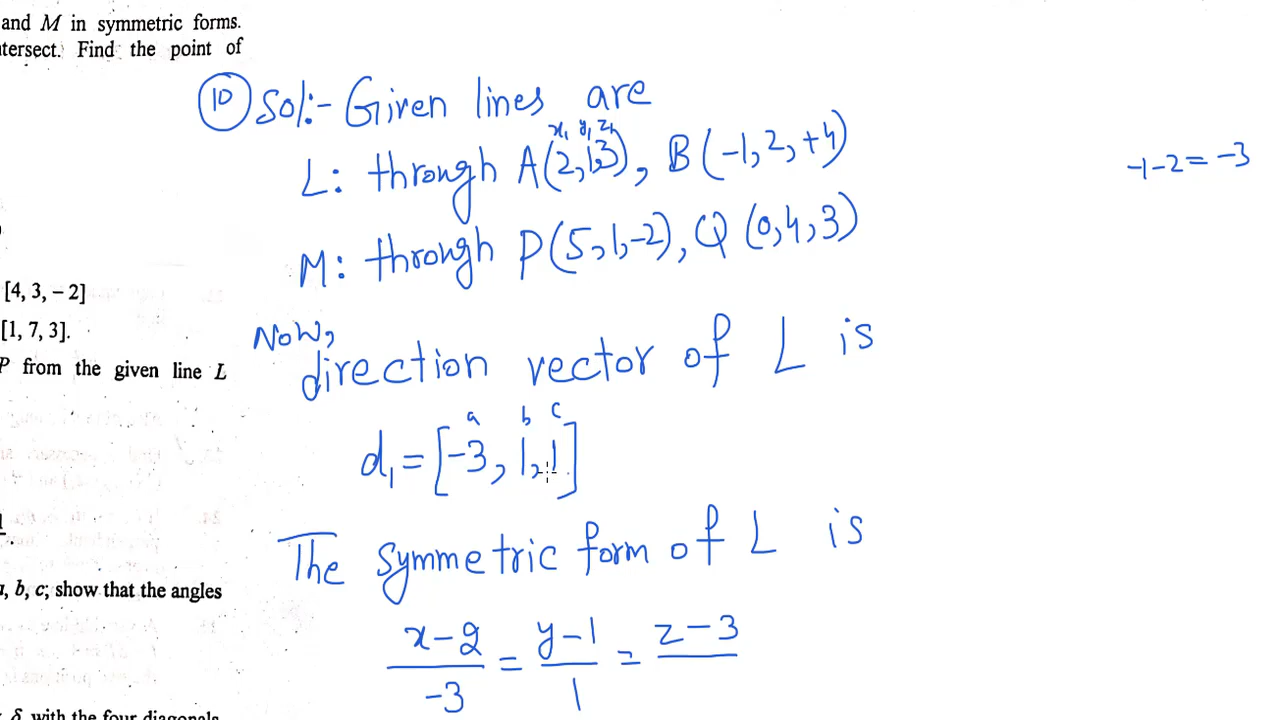 and M in symmetric forms.
tersect. Find the point of
10 Sol:- Given lines are
x1 y1 z1
L: through A(2,1,3), B(-1,2,+4)
-1-2=-3
M: through P(5,1,-2), Q(0,4,3)
[4, 3, – 2]
[1, 7, 3].
Now,
P from the given line L
direction vector of L is
a b c
d1 = [-3, 1, 1]
The symmetric form of L is
a, b, c; show that the angles
x-2/-3 = y-1/1 = z-3/
δ with the four diagonals